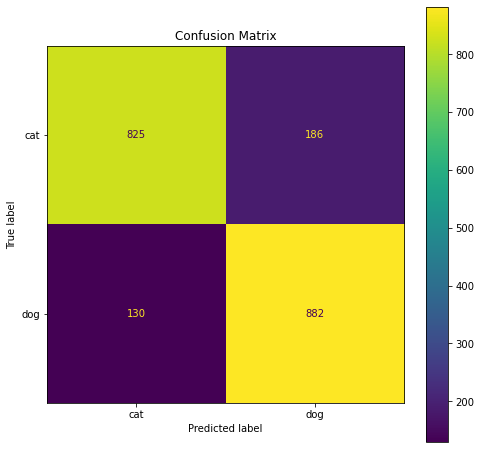 Confusion Matrix
cat
825
186
dog
130
882
cat
dog
True label
Predicted label
800
700
600
500
400
300
200